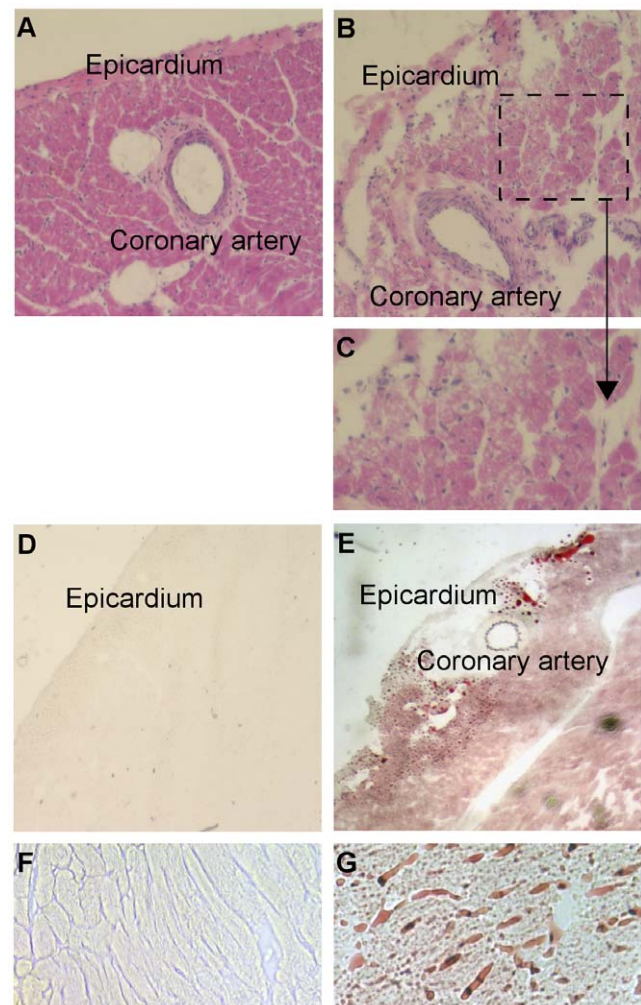 A
Epicardium
Coronary artery
B
Epicardium
Coronary artery
C
D
Epicardium
E
Epicardium
Coronary artery
F
G